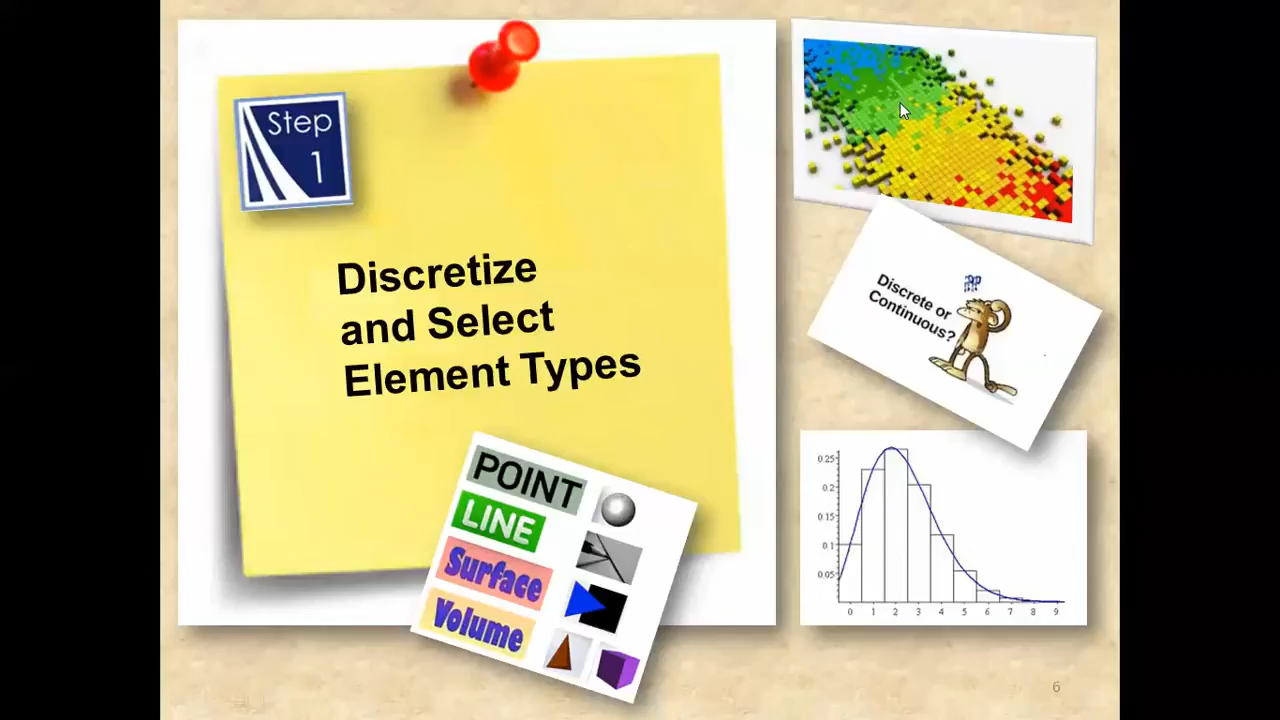 Step
1
Discretize
and Select
Element Types
POINT
LINE
Surface
Volume
Discrete or
Continuous?
0.25
0.2
0.15
0.1
0.05
0 1 2 3 4 5 6 7 8 9
6